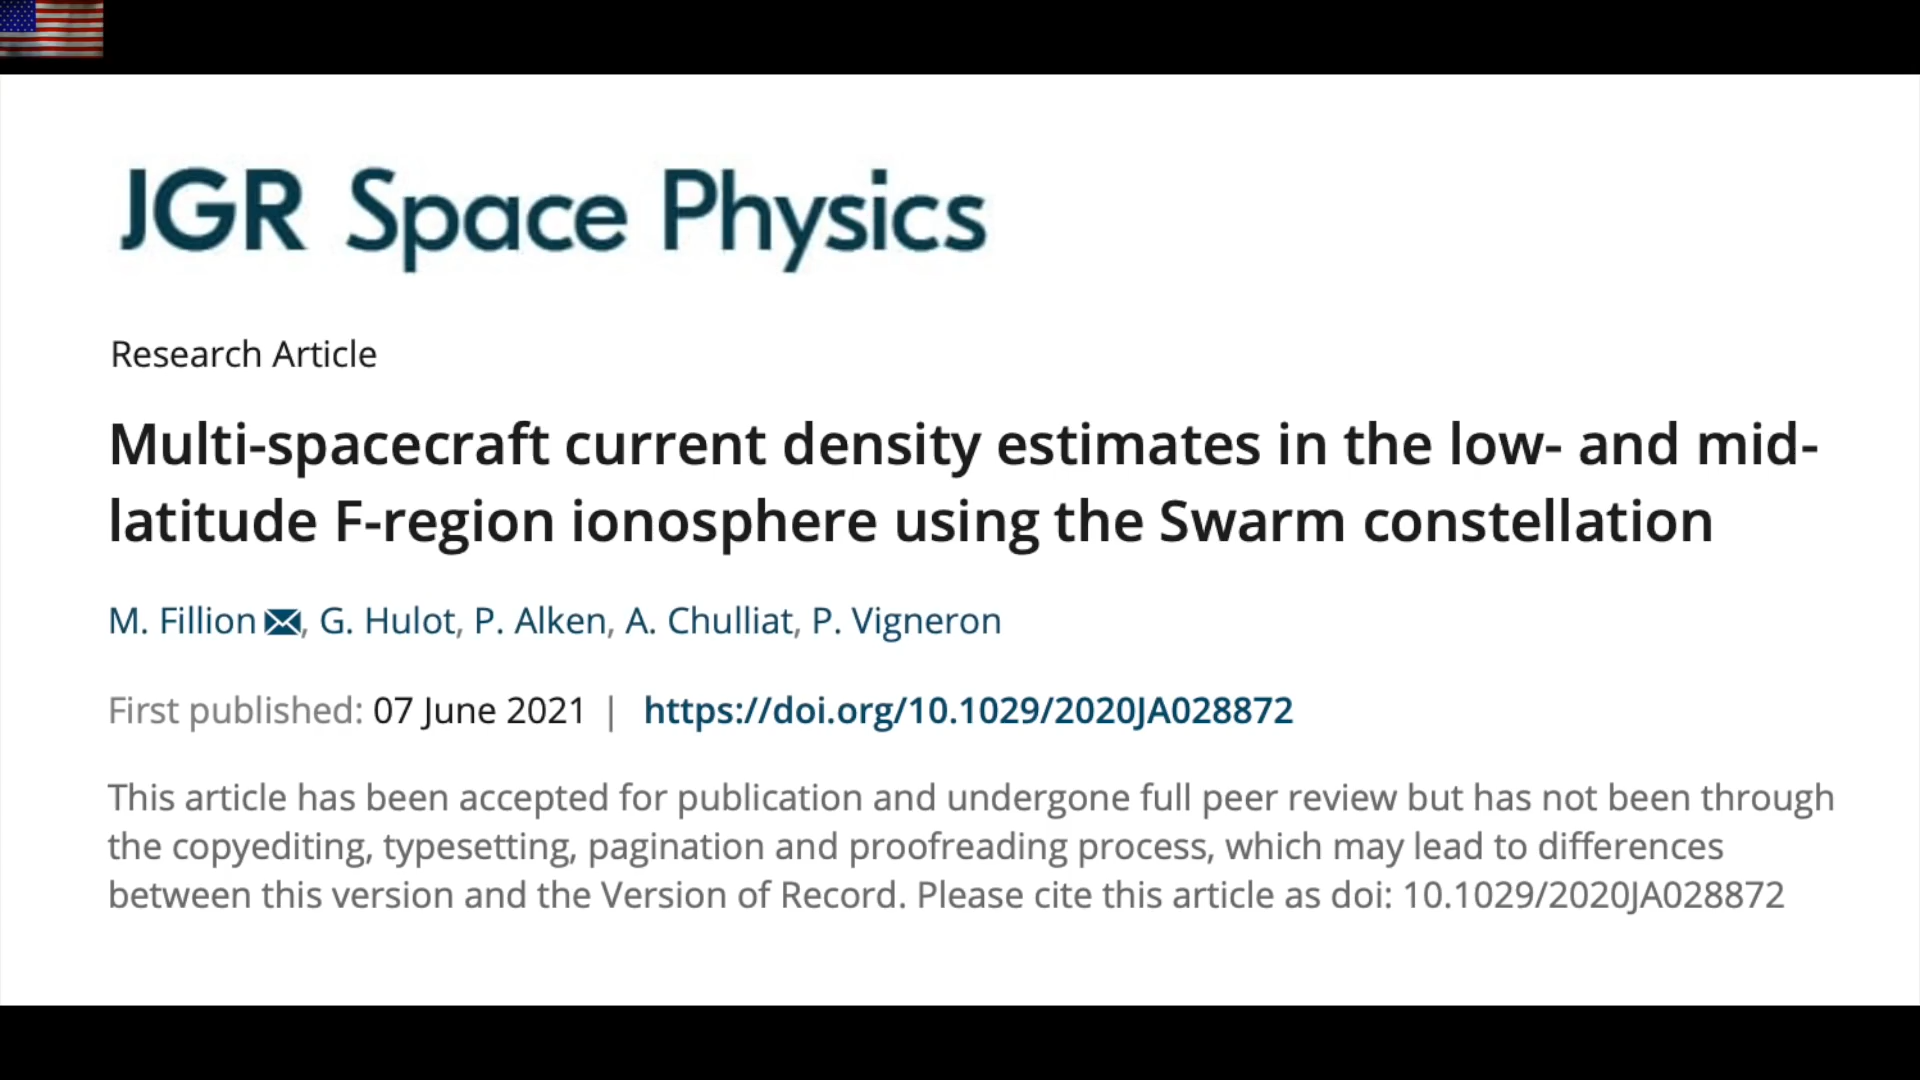 JGR Space Physics
Research Article
Multi-spacecraft current density estimates in the low- and mid-
latitude F-region ionosphere using the Swarm constellation
M. Fillion, G. Hulot, P. Alken, A. Chulliat, P. Vigneron
First published: 07 June 2021 | https://doi.org/10.1029/2020JA028872
This article has been accepted for publication and undergone full peer review but has not been through
the copyediting, typesetting, pagination and proofreading process, which may lead to differences
between this version and the Version of Record. Please cite this article as doi: 10.1029/2020JA028872